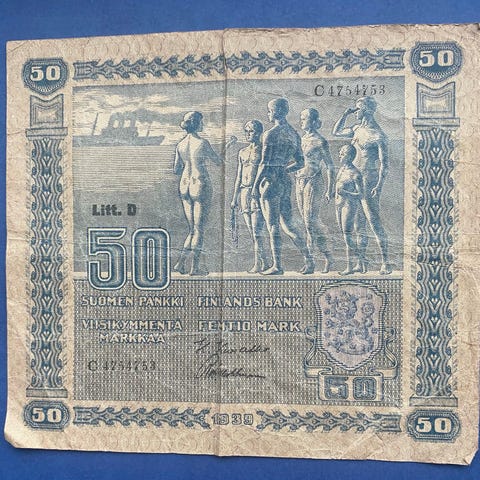 50 50
C 4754753
Litt. D
50
SUOMEN PANKKI FINLANDS BANK
VIISIKYMMENTÄ FEMTIO MARK
MARKKAA
C 4754753
50
50 1939 50